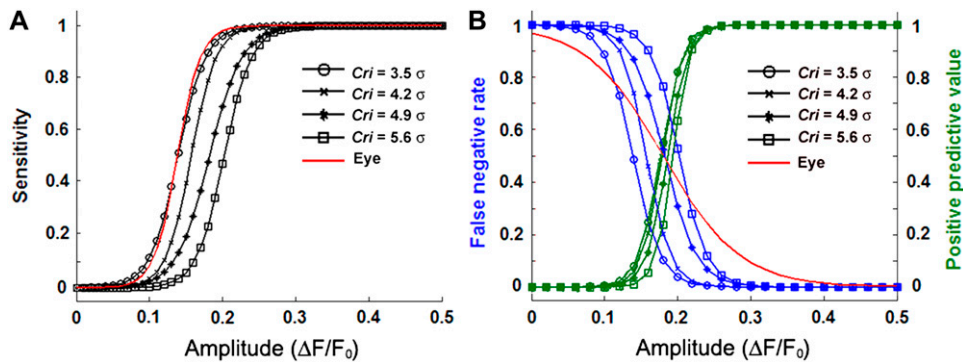 A
Sensitivity
1
0.8
0.6
0.4
0.2
0
0 0.1 0.2 0.3 0.4 0.5
Amplitude (ΔF/F₀)
Cri = 3.5 σ
Cri = 4.2 σ
Cri = 4.9 σ
Cri = 5.6 σ
Eye
B
False negative rate
1
0.8
0.6
0.4
0.2
0
0 0.1 0.2 0.3 0.4 0.5
Amplitude (ΔF/F₀)
Cri = 3.5 σ
Cri = 4.2 σ
Cri = 4.9 σ
Cri = 5.6 σ
Eye
1
0.8
0.6
0.4
0.2
0
Positive predictive value